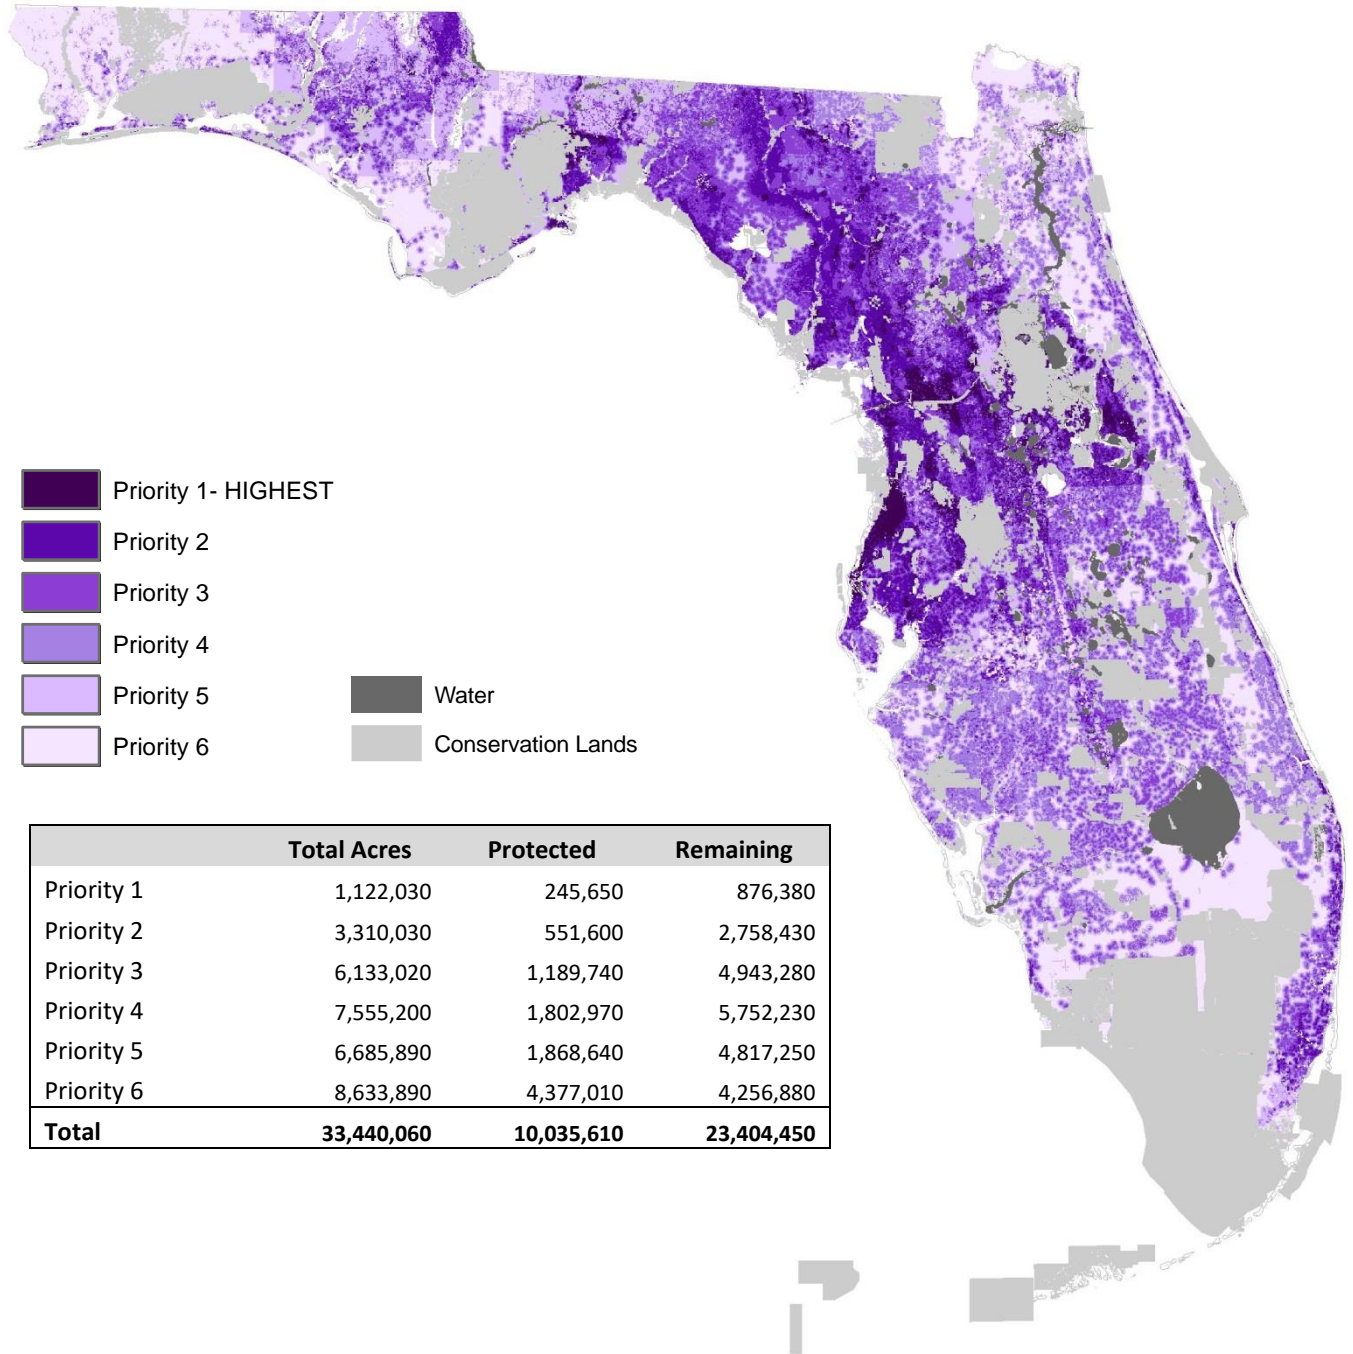 Priority 1- HIGHEST
Priority 2
Priority 3
Priority 4
Priority 5
Priority 6
Water
Conservation Lands
Total Acres Protected Remaining
Priority 1 1,122,030 245,650 876,380
Priority 2 3,310,030 551,600 2,758,430
Priority 3 6,133,020 1,189,740 4,943,280
Priority 4 7,555,200 1,802,970 5,752,230
Priority 5 6,685,890 1,868,640 4,817,250
Priority 6 8,633,890 4,377,010 4,256,880
Total 33,440,060 10,035,610 23,404,450